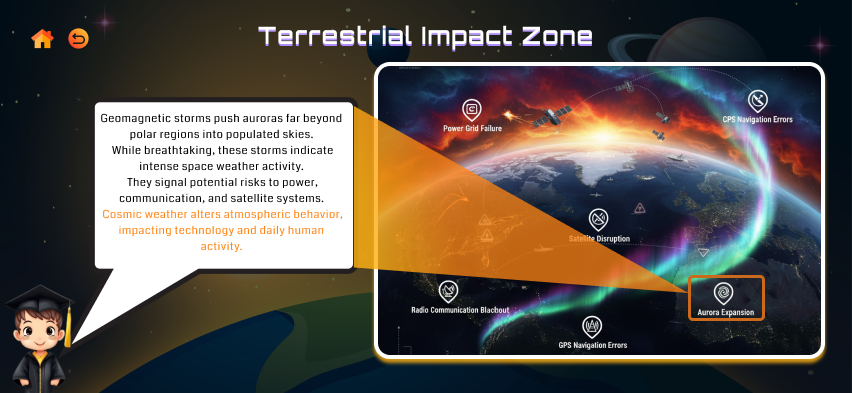 Terrestrial Impact Zone
Geomagnetic storms push auroras far beyond
polar regions into populated skies.
While breathtaking, these storms indicate
intense space weather activity.
They signal potential risks to power,
communication, and satellite systems.
Cosmic weather alters atmospheric behavior,
impacting technology and daily human
activity.
Power Grid Failure
CPS Navigation Errors
Satellite Disruption
Radio Communication Blachout
Aurora Expansion
GPS Navigation Errors